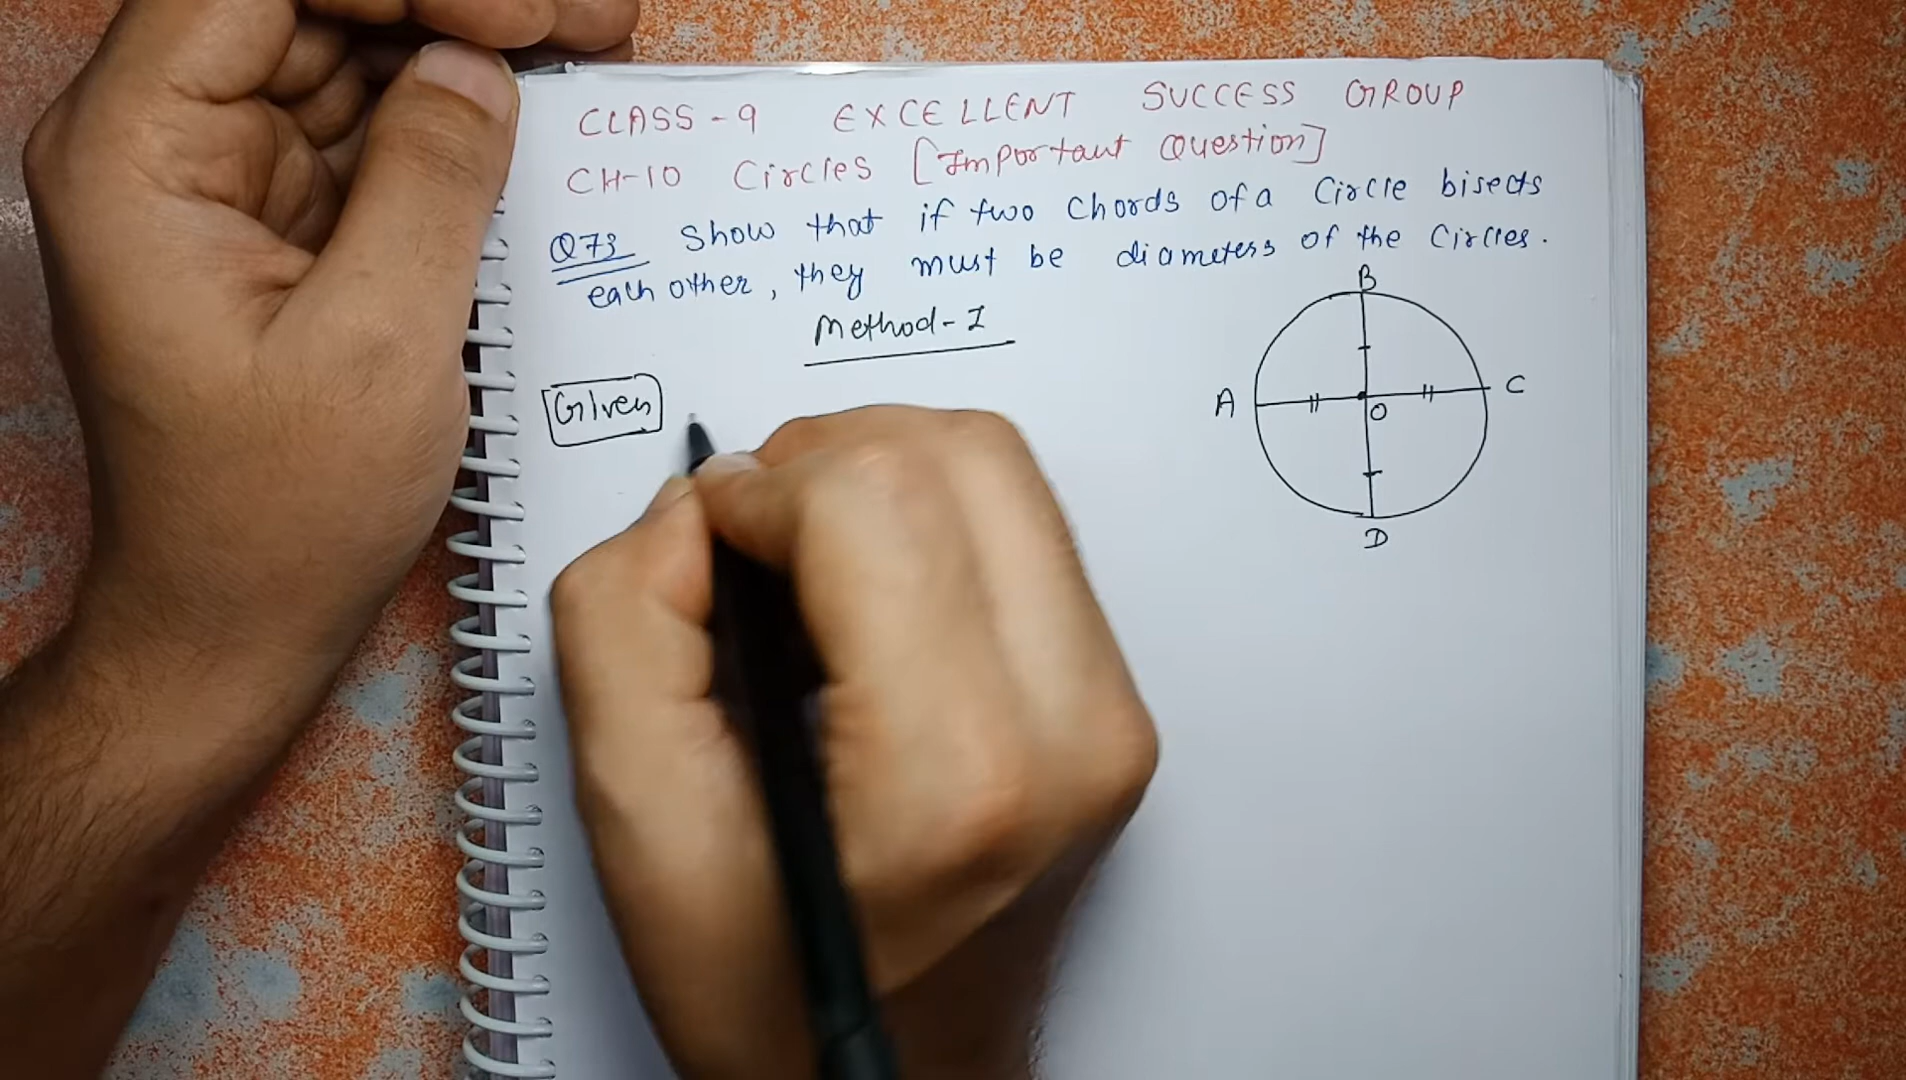 CLASS-9 EXCELLENT SUCCESS GROUP
CH-10 Circles [Important Question]
Q73 Show that if two Chords of a Circle bisects
each other, they must be diameters of the Circles.
Method-I
Given
B
A
C
O
D